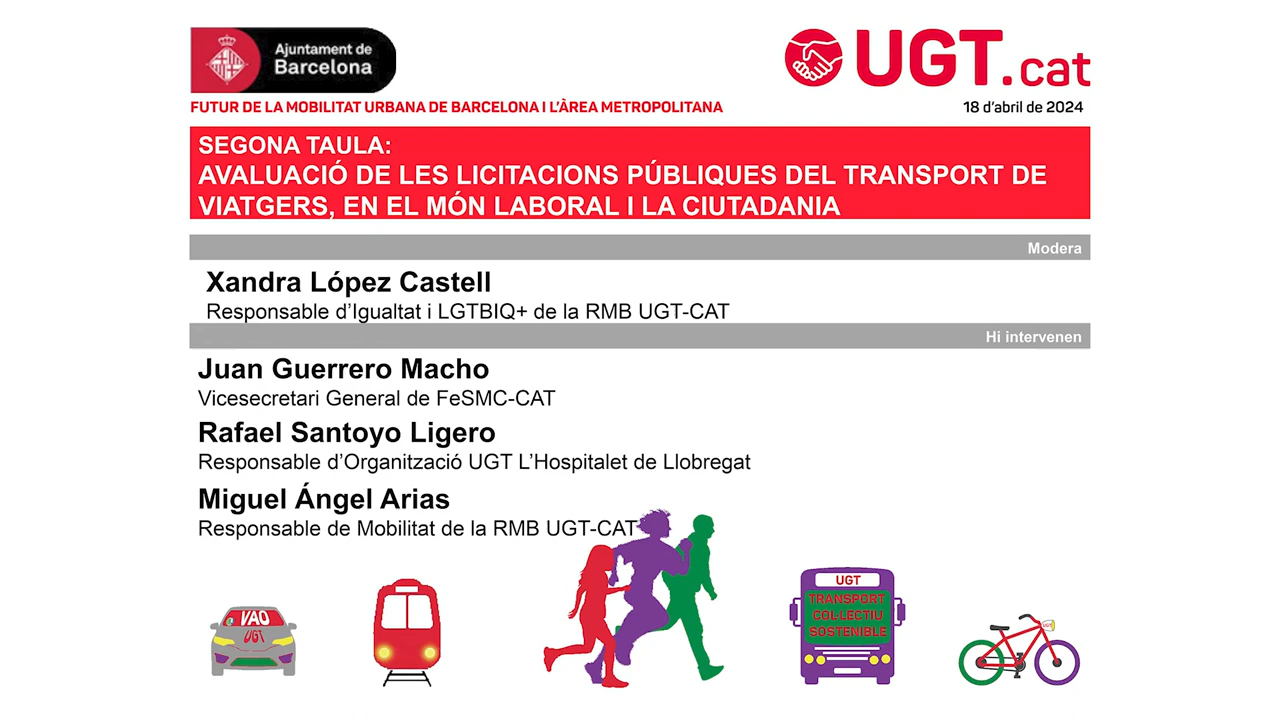 Ajuntament de
Barcelona
UGT.cat
FUTUR DE LA MOBILITAT URBANA DE BARCELONA I L'ÀREA METROPOLITANA
18 d'abril de 2024
SEGONA TAULA:
AVALUACIÓ DE LES LICITACIONS PÚBLIQUES DEL TRANSPORT DE
VIATGERS, EN EL MÓN LABORAL I LA CIUTADANIA
Modera
Xandra López Castell
Responsable d'Igualtat i LGTBIQ+ de la RMB UGT-CAT
Hi intervenen
Juan Guerrero Macho
Vicesecretari General de FeSMC-CAT
Rafael Santoyo Ligero
Responsable d'Organització UGT L'Hospitalet de Llobregat
Miguel Ángel Arias
Responsable de Mobilitat de la RMB UGT-CAT
VAO
UGT
UGT
TRANSPORT
COL·LECTIU
SOSTENIBLE
UGT